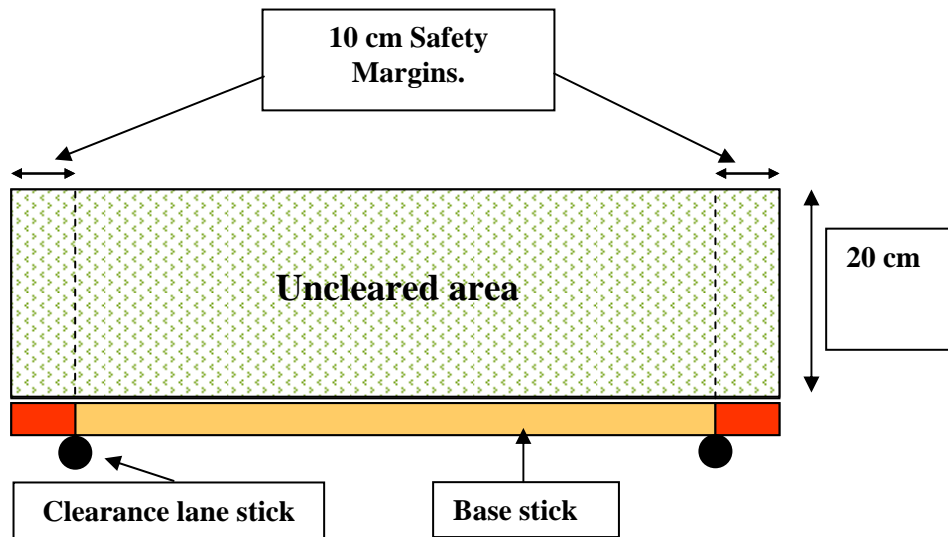 10 cm Safety
Margins.
20 cm
Uncleared area
Clearance lane stick
Base stick